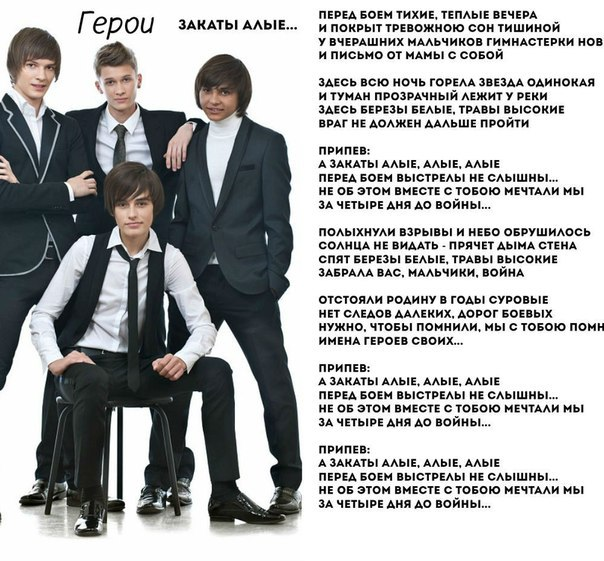 Герои ЗАКАТЫ АЛЫЕ...
ПЕРЕД БОЕМ ТИХИЕ, ТЕПЛЫЕ ВЕЧЕРА
И ПОКРЫТ ТРЕВОЖНОЮ СОН ТИШИНОЙ
У ВЧЕРАШНИХ МАЛЬЧИКОВ ГИМНАСТЕРКИ НОВ
И ПИСЬМО ОТ МАМЫ С СОБОЙ
ЗДЕСЬ ВСЮ НОЧЬ ГОРЕЛА ЗВЕЗДА ОДИНОКАЯ
И ТУМАН ПРОЗРАЧНЫЙ ЛЕЖИТ У РЕКИ
ЗДЕСЬ БЕРЕЗЫ БЕЛЫЕ, ТРАВЫ ВЫСОКИЕ
ВРАГ НЕ ДОЛЖЕН ДАЛЬШЕ ПРОЙТИ
ПРИПЕВ:
А ЗАКАТЫ АЛЫЕ, АЛЫЕ, АЛЫЕ
ПЕРЕД БОЕМ ВЫСТРЕЛЫ НЕ СЛЫШНЫ...
НЕ ОБ ЭТОМ ВМЕСТЕ С ТОБОЮ МЕЧТАЛИ МЫ
ЗА ЧЕТЫРЕ ДНЯ ДО ВОЙНЫ...
ПОЛЫХНУЛИ ВЗРЫВЫ И НЕБО ОБРУШИЛОСЬ
СОЛНЦА НЕ ВИДАТЬ - ПРЯЧЕТ ДЫМА СТЕНА
СПЯТ БЕРЕЗЫ БЕЛЫЕ, ТРАВЫ ВЫСОКИЕ
ЗАБРАЛА ВАС, МАЛЬЧИКИ, ВОЙНА
ОТСТОЯЛИ РОДИНУ В ГОДЫ СУРОВЫЕ
НЕТ СЛЕДОВ ДАЛЕКИХ, ДОРОГ БОЕВЫХ
НУЖНО, ЧТОБЫ ПОМНИЛИ, МЫ С ТОБОЮ ПОМН
ИМЕНА ГЕРОЕВ СВОИХ...
ПРИПЕВ:
А ЗАКАТЫ АЛЫЕ, АЛЫЕ, АЛЫЕ
ПЕРЕД БОЕМ ВЫСТРЕЛЫ НЕ СЛЫШНЫ...
НЕ ОБ ЭТОМ ВМЕСТЕ С ТОБОЮ МЕЧТАЛИ МЫ
ЗА ЧЕТЫРЕ ДНЯ ДО ВОЙНЫ...
ПРИПЕВ:
А ЗАКАТЫ АЛЫЕ, АЛЫЕ, АЛЫЕ
ПЕРЕД БОЕМ ВЫСТРЕЛЫ НЕ СЛЫШНЫ...
НЕ ОБ ЭТОМ ВМЕСТЕ С ТОБОЮ МЕЧТАЛИ МЫ
ЗА ЧЕТЫРЕ ДНЯ ДО ВОЙНЫ...